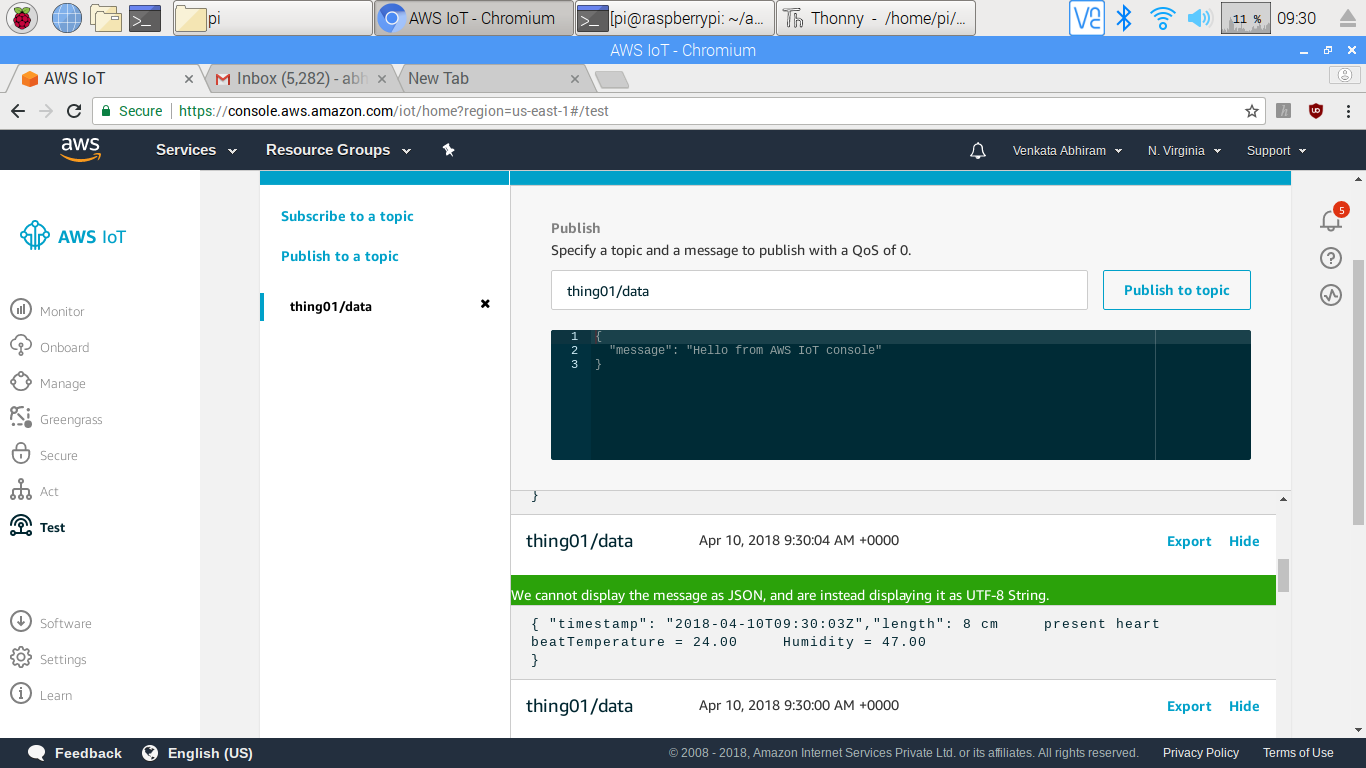 pi
AWS IoT - Chromium
[pi@raspberrypi: ~/a...
Thonny  -  /home/pi/...
11 %
09:30
AWS IoT - Chromium
AWS IoT
Inbox (5,282) - abh
New Tab
Secure
https://console.aws.amazon.com/iot/home?region=us-east-1#/test
aws
Services
Resource Groups
Venkata Abhiram
N. Virginia
Support
AWS IoT
Monitor
Onboard
Manage
Greengrass
Secure
Act
Test
Software
Settings
Learn
Subscribe to a topic
Publish to a topic
thing01/data
Publish
Specify a topic and a message to publish with a QoS of 0.
thing01/data
Publish to topic
1 {
2 "message": "Hello from AWS IoT console"
3 }
5
}
thing01/data
Apr 10, 2018 9:30:04 AM +0000
Export
Hide
We cannot display the message as JSON, and are instead displaying it as UTF-8 String.
{ "timestamp": "2018-04-10T09:30:03Z","length": 8 cm     present heart
beatTemperature = 24.00     Humidity = 47.00
}
thing01/data
Apr 10, 2018 9:30:00 AM +0000
Export
Hide
Feedback
English (US)
© 2008 - 2018, Amazon Internet Services Private Ltd. or its affiliates. All rights reserved.
Privacy Policy
Terms of Use